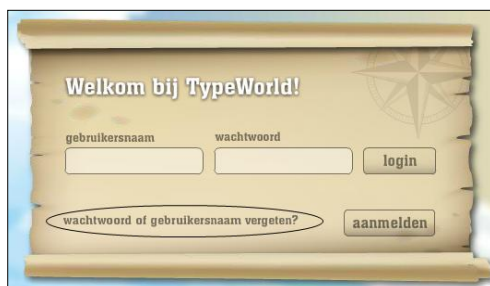 Welkom bij TypeWorld!
gebruikersnaam wachtwoord
login
wachtwoord of gebruikersnaam vergeten?
aanmelden